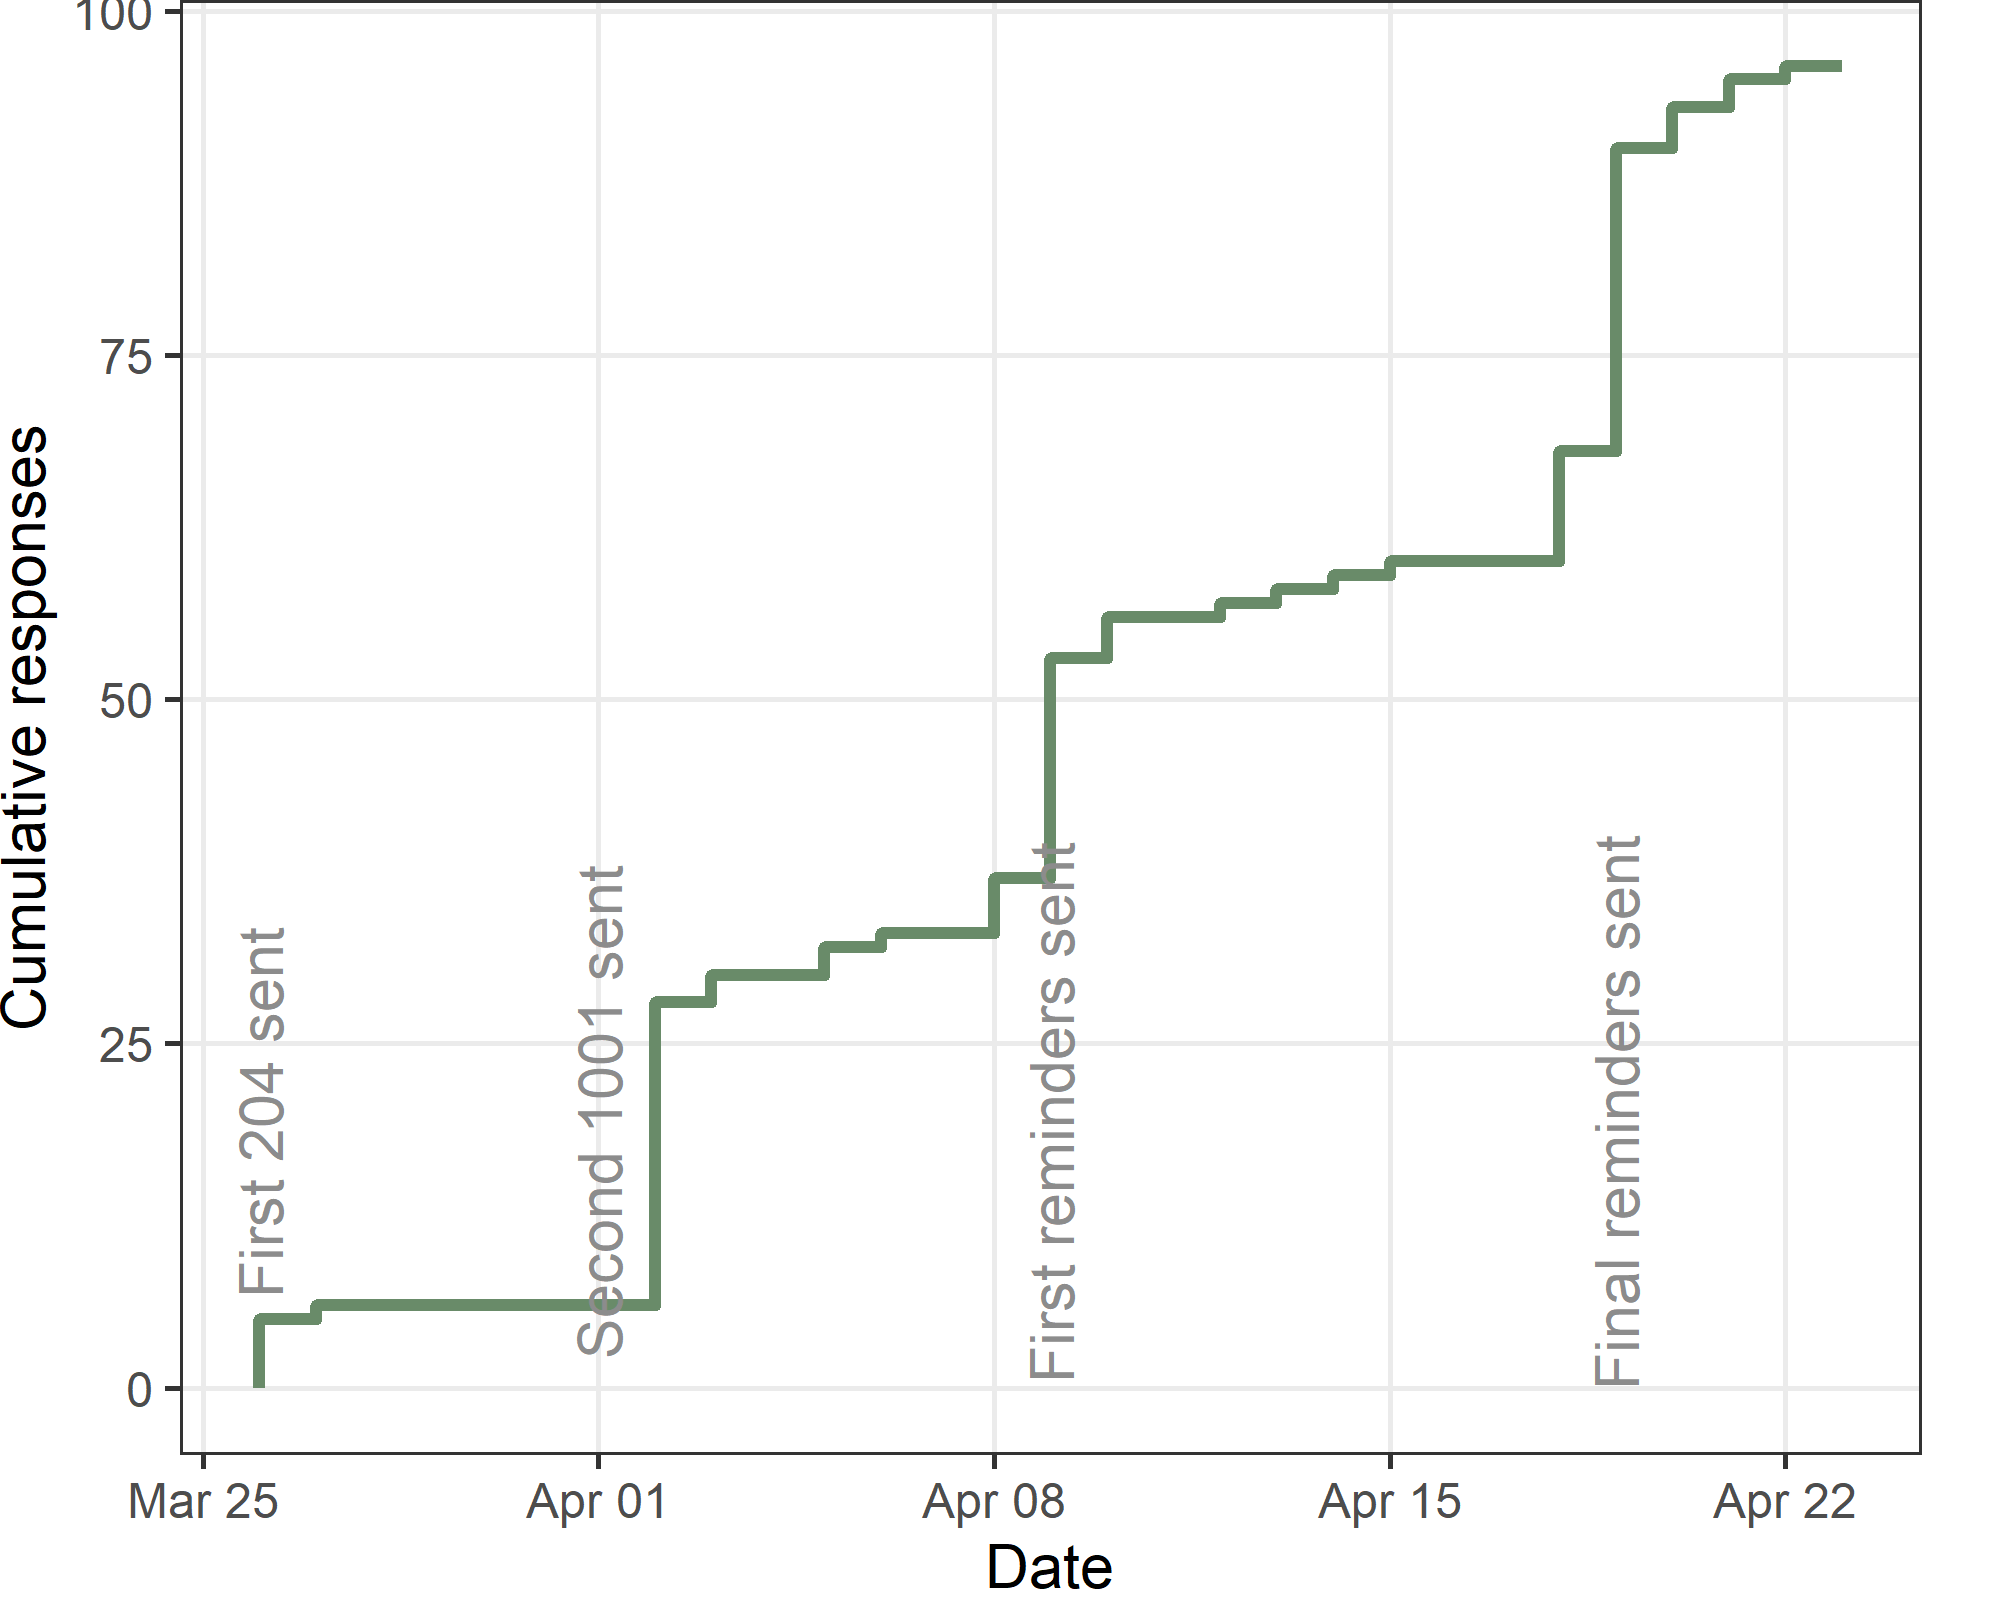 100
75
50
25
0
Cumulative responses
First 204 sent
Second 1001 sent
First reminders sent
Final reminders sent
Mar 25
Apr 01
Apr 08
Apr 15
Apr 22
Date